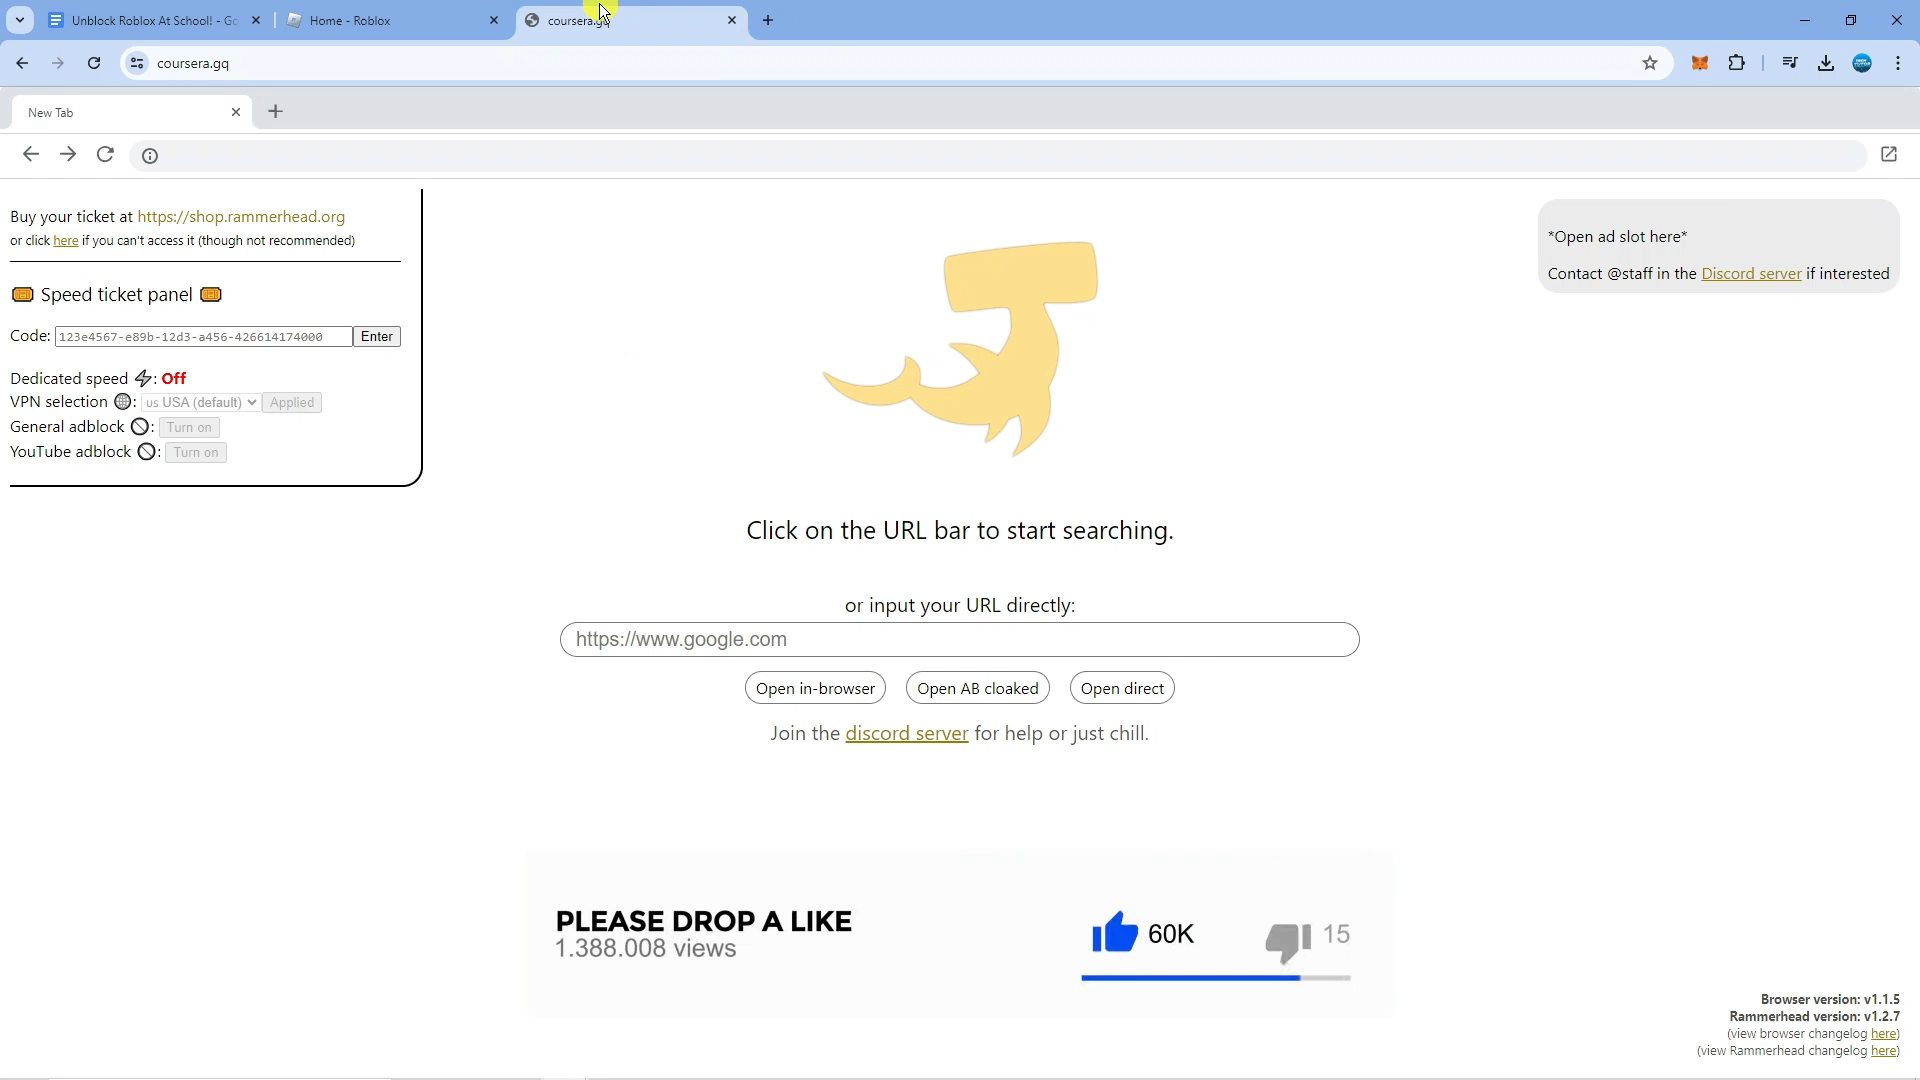 Unblock Roblox At School! - Go
Home - Roblox
coursera.gq
coursera.gq
New Tab
Buy your ticket at https://shop.rammerhead.org
or click here if you can't access it (though not recommended)
Speed ticket panel
Code: 123e4567-e89b-12d3-a456-426614174000 Enter
Dedicated speed ⚡: Off
VPN selection 🌐: us USA (default) Applied
General adblock 🚫: Turn on
YouTube adblock 🚫: Turn on
*Open ad slot here*
Contact @staff in the Discord server if interested
Click on the URL bar to start searching.
or input your URL directly:
https://www.google.com
Open in-browser
Open AB cloaked
Open direct
Join the discord server for help or just chill.
PLEASE DROP A LIKE
1.388.008 views
60K
15
Browser version: v1.1.5
Rammerhead version: v1.2.7
(view browser changelog here)
(view Rammerhead changelog here)